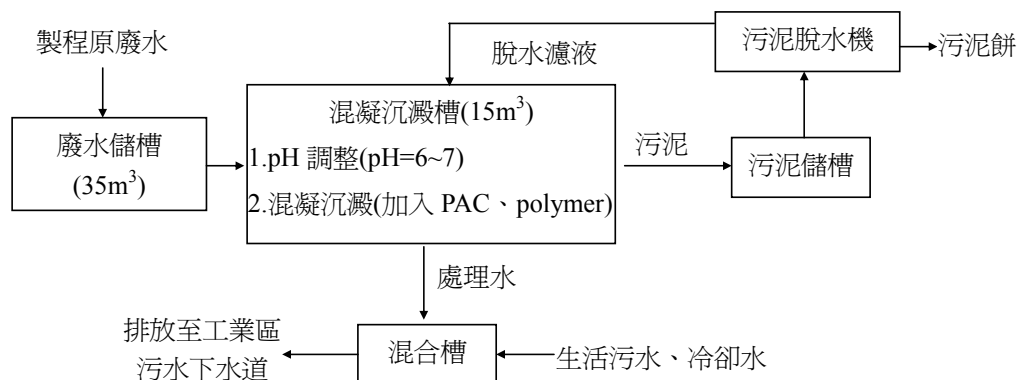 製程原廢水
脫水濾液
污泥脫水機
污泥餅
廢水儲槽
(35m³)
混凝沉澱槽(15m³)
1.pH 調整(pH=6~7)
2.混凝沉澱(加入 PAC、polymer)
污泥
污泥儲槽
處理水
排放至工業區
污水下水道
混合槽
生活污水、冷卻水